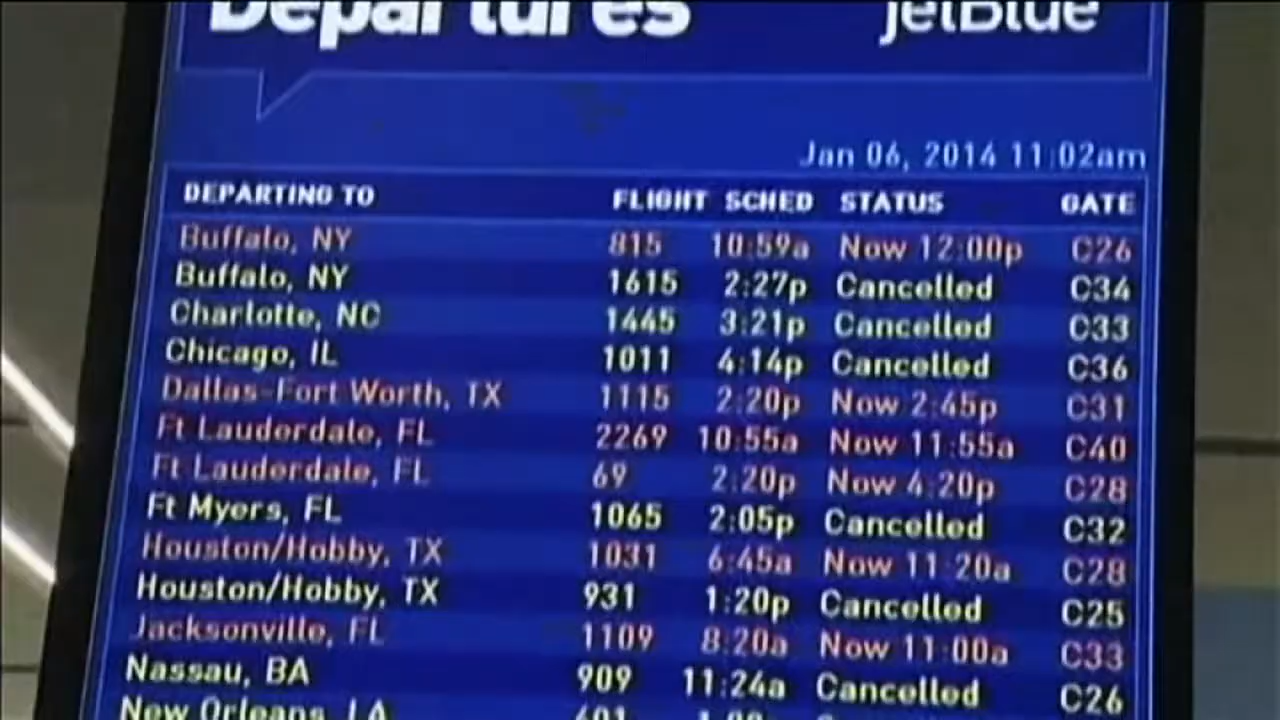 Departures jetBlue
Jan 06, 2014 11:02am
DEPARTING TO FLIGHT SCHED STATUS GATE
Buffalo, NY 815 10:59a Now 12:00p C26
Buffalo, NY 1615 2:27p Cancelled C34
Charlotte, NC 1445 3:21p Cancelled C33
Chicago, IL 1011 4:14p Cancelled C36
Dallas-Fort Worth, TX 1115 2:20p Now 2:45p C31
Ft Lauderdale, FL 2269 10:55a Now 11:55a C40
Ft Lauderdale, FL 69 2:20p Now 4:20p C28
Ft Myers, FL 1065 2:05p Cancelled C32
Houston/Hobby, TX 1031 6:45a Now 11:20a C28
Houston/Hobby, TX 931 1:20p Cancelled C25
Jacksonville, FL 1109 8:20a Now 11:00a C33
Nassau, BA 909 11:24a Cancelled C26
New Orleans, LA